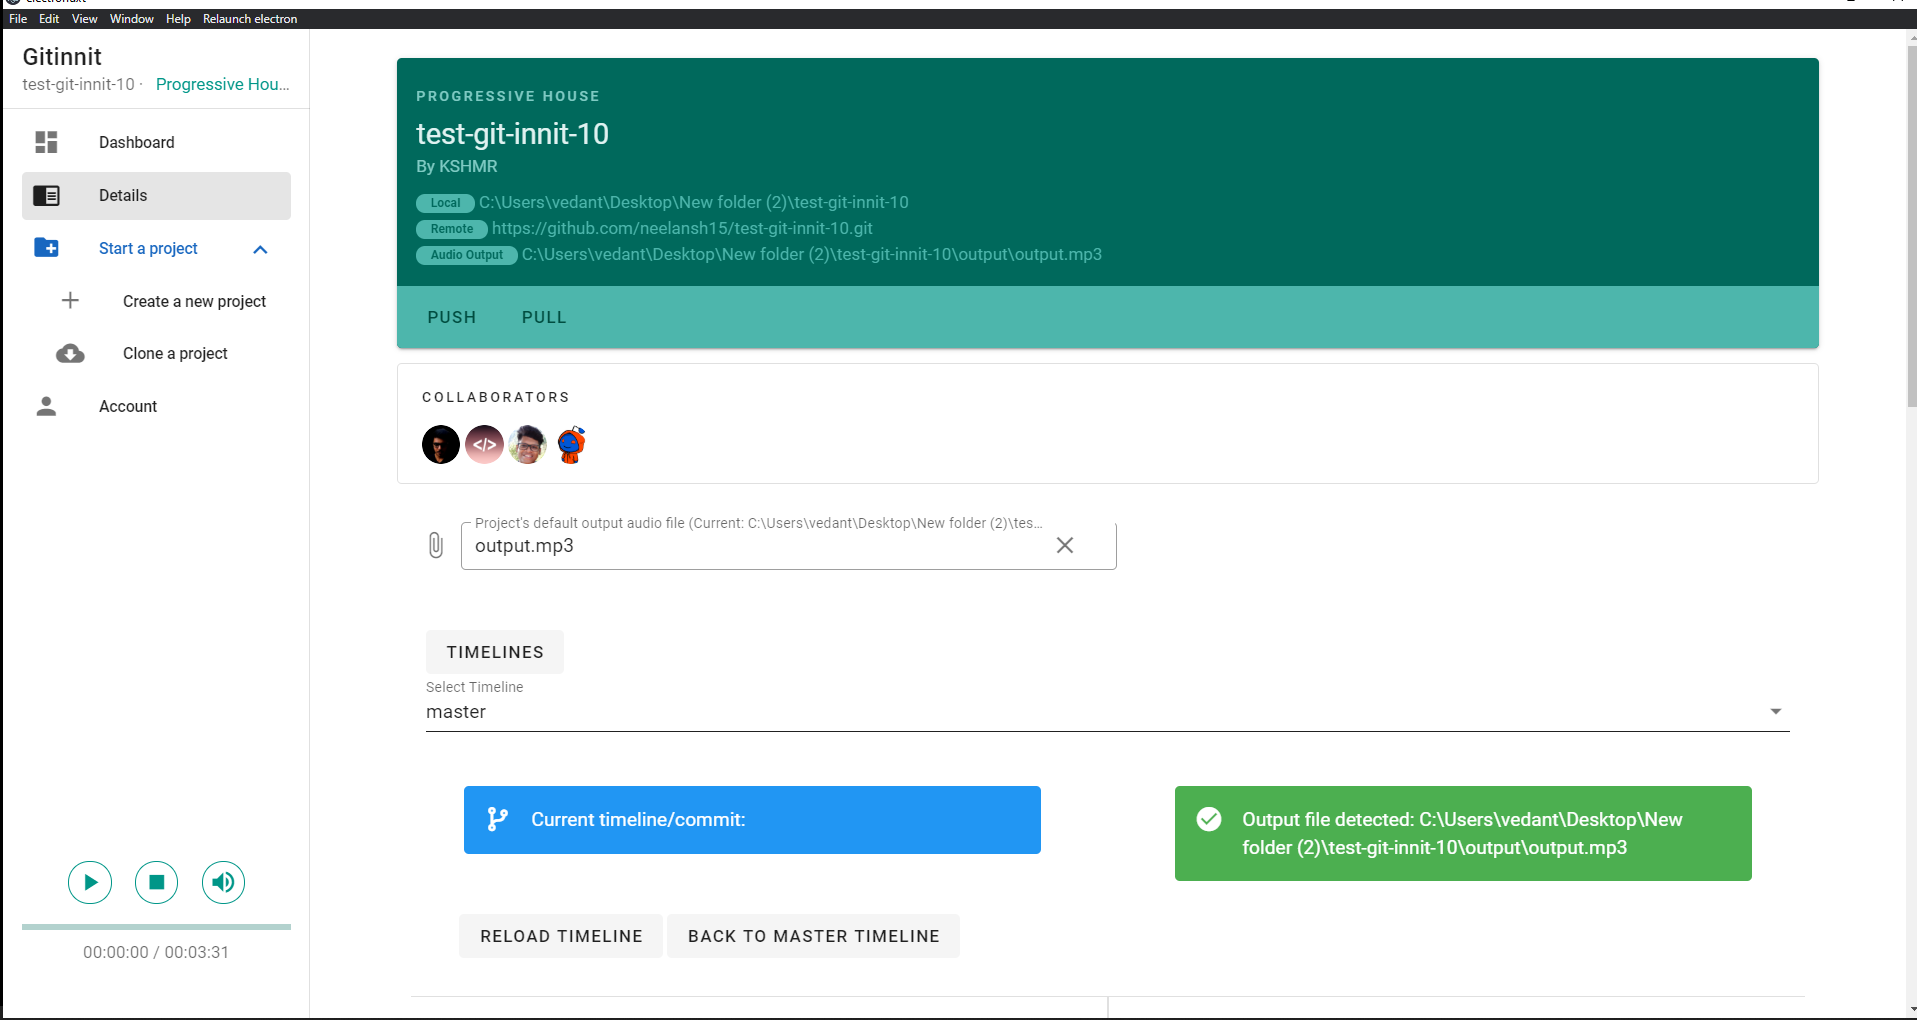 File Edit View Window Help Relaunch electron
Gitinnit
test-git-innit-10 · Progressive Hou...
Dashboard
Details
Start a project
Create a new project
Clone a project
Account
00:00:00 / 00:03:31
PROGRESSIVE HOUSE
test-git-innit-10
By KSHMR
Local C:\Users\vedant\Desktop\New folder (2)\test-git-innit-10
Remote https://github.com/neelansh15/test-git-innit-10.git
Audio Output C:\Users\vedant\Desktop\New folder (2)\test-git-innit-10\output\output.mp3
PUSH PULL
COLLABORATORS
</>
Project's default output audio file (Current: C:\Users\vedant\Desktop\New folder (2)\tes...
output.mp3
TIMELINES
Select Timeline
master
Current timeline/commit:
Output file detected: C:\Users\vedant\Desktop\New
folder (2)\test-git-innit-10\output\output.mp3
RELOAD TIMELINE BACK TO MASTER TIMELINE